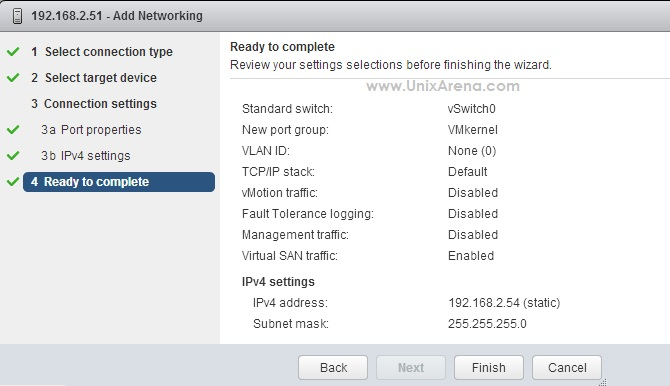 192.168.2.51 - Add Networking
1 Select connection type
2 Select target device
3 Connection settings
3a Port properties
3b IPv4 settings
4 Ready to complete
Ready to complete
Review your settings selections before finishing the wizard.
www.UnixArena.com
Standard switch: vSwitch0
New port group: VMkernel
VLAN ID: None (0)
TCP/IP stack: Default
vMotion traffic: Disabled
Fault Tolerance logging: Disabled
Management traffic: Disabled
Virtual SAN traffic: Enabled
IPv4 settings
IPv4 address: 192.168.2.54 (static)
Subnet mask: 255.255.255.0
Back Next Finish Cancel